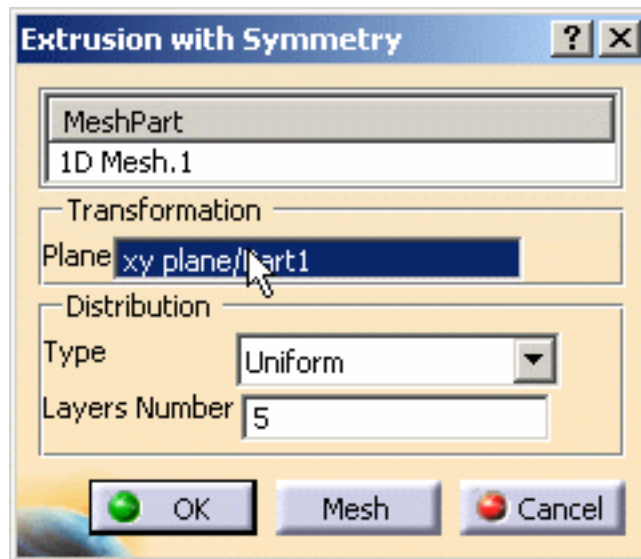 Extrusion with Symmetry
MeshPart
1D Mesh.1
Transformation
Plane xy plane/Part1
Distribution
Type Uniform
Layers Number 5
OK Mesh Cancel